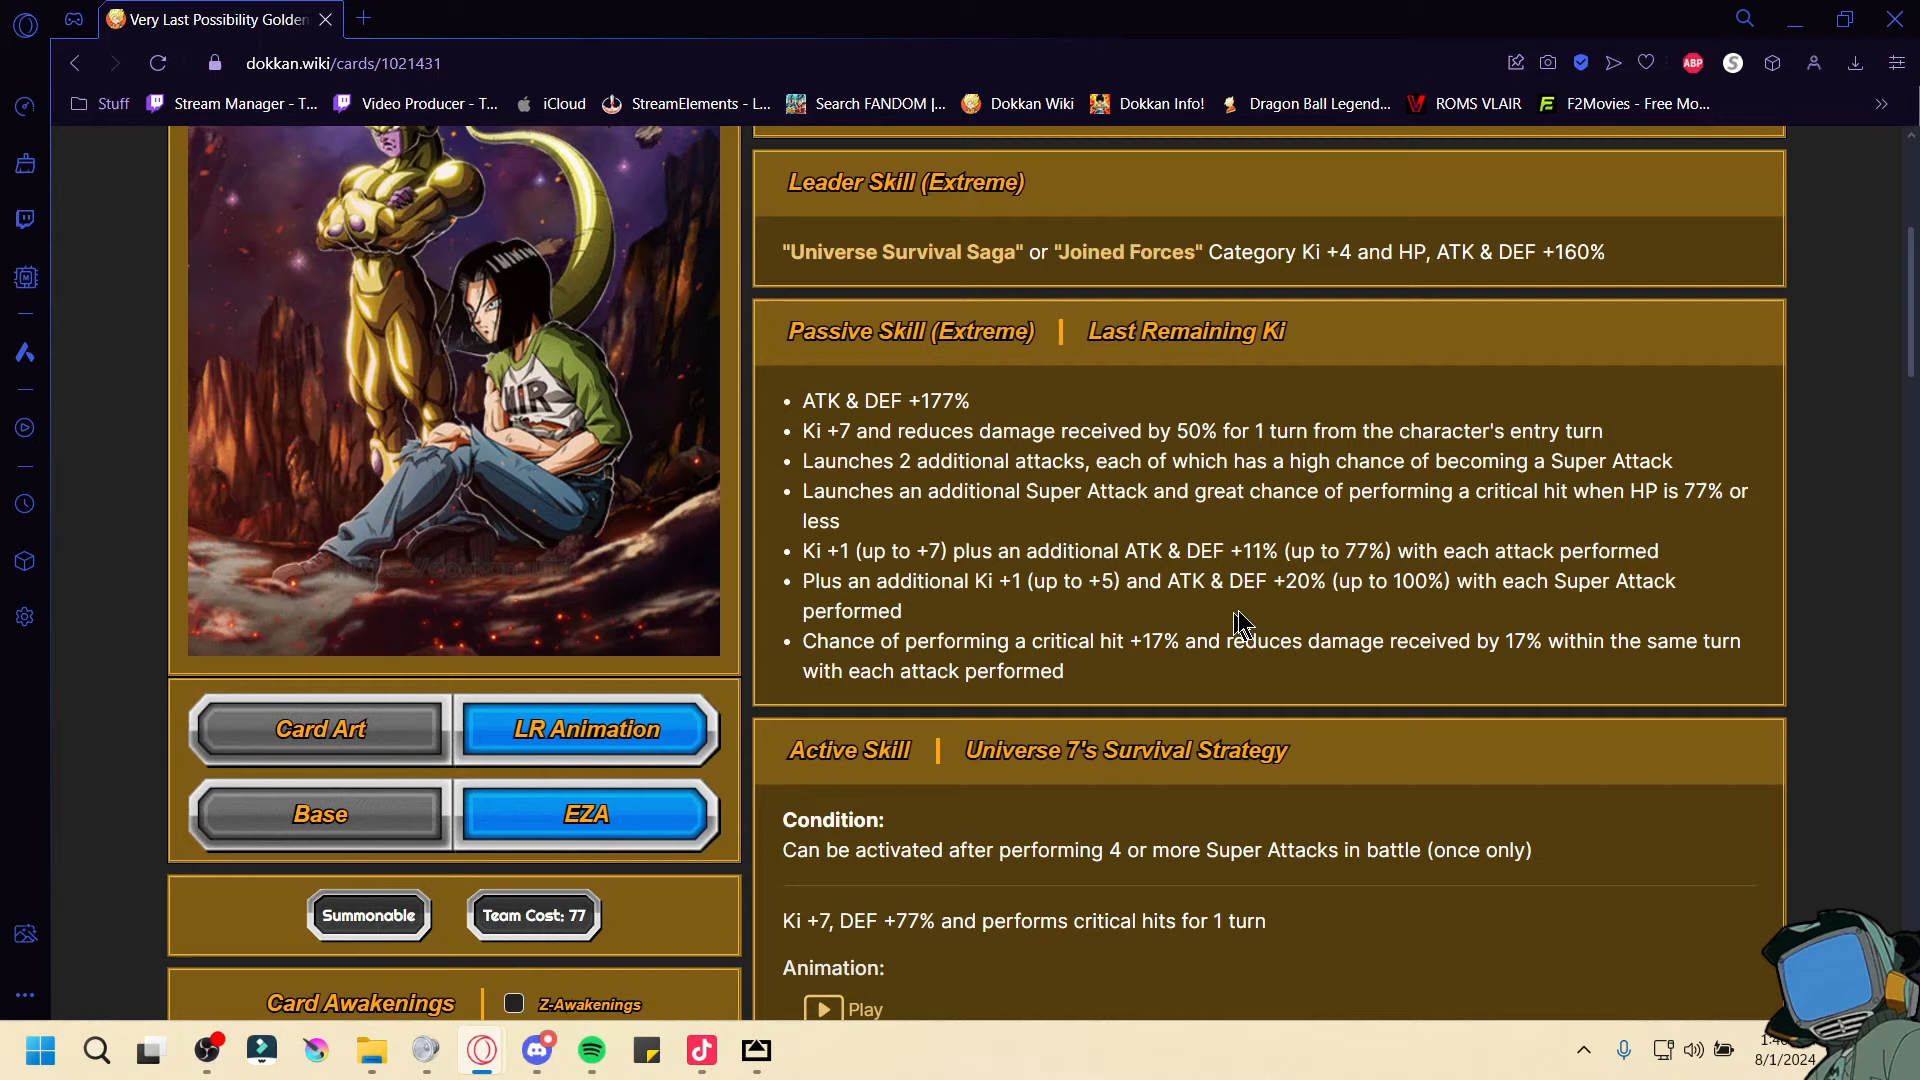 Very Last Possibility Golden
dokkan.wiki/cards/1021431
ABP
S
Stuff
Stream Manager - T...
Video Producer - T...
iCloud
StreamElements - L...
Search FANDOM |...
Dokkan Wiki
Dokkan Info!
Dragon Ball Legend...
ROMS VLAIR
F2Movies - Free Mo...
MIR
Leader Skill (Extreme)
"Universe Survival Saga" or "Joined Forces" Category Ki +4 and HP, ATK & DEF +160%
Passive Skill (Extreme) | Last Remaining Ki
• ATK & DEF +177%
• Ki +7 and reduces damage received by 50% for 1 turn from the character's entry turn
• Launches 2 additional attacks, each of which has a high chance of becoming a Super Attack
• Launches an additional Super Attack and great chance of performing a critical hit when HP is 77% or
less
• Ki +1 (up to +7) plus an additional ATK & DEF +11% (up to 77%) with each attack performed
• Plus an additional Ki +1 (up to +5) and ATK & DEF +20% (up to 100%) with each Super Attack
performed
• Chance of performing a critical hit +17% and reduces damage received by 17% within the same turn
with each attack performed
Card Art
LR Animation
Base
EZA
Summonable
Team Cost: 77
Card Awakenings | Z-Awakenings
Active Skill | Universe 7's Survival Strategy
Condition:
Can be activated after performing 4 or more Super Attacks in battle (once only)
Ki +7, DEF +77% and performs critical hits for 1 turn
Animation:
Play
8/1/2024